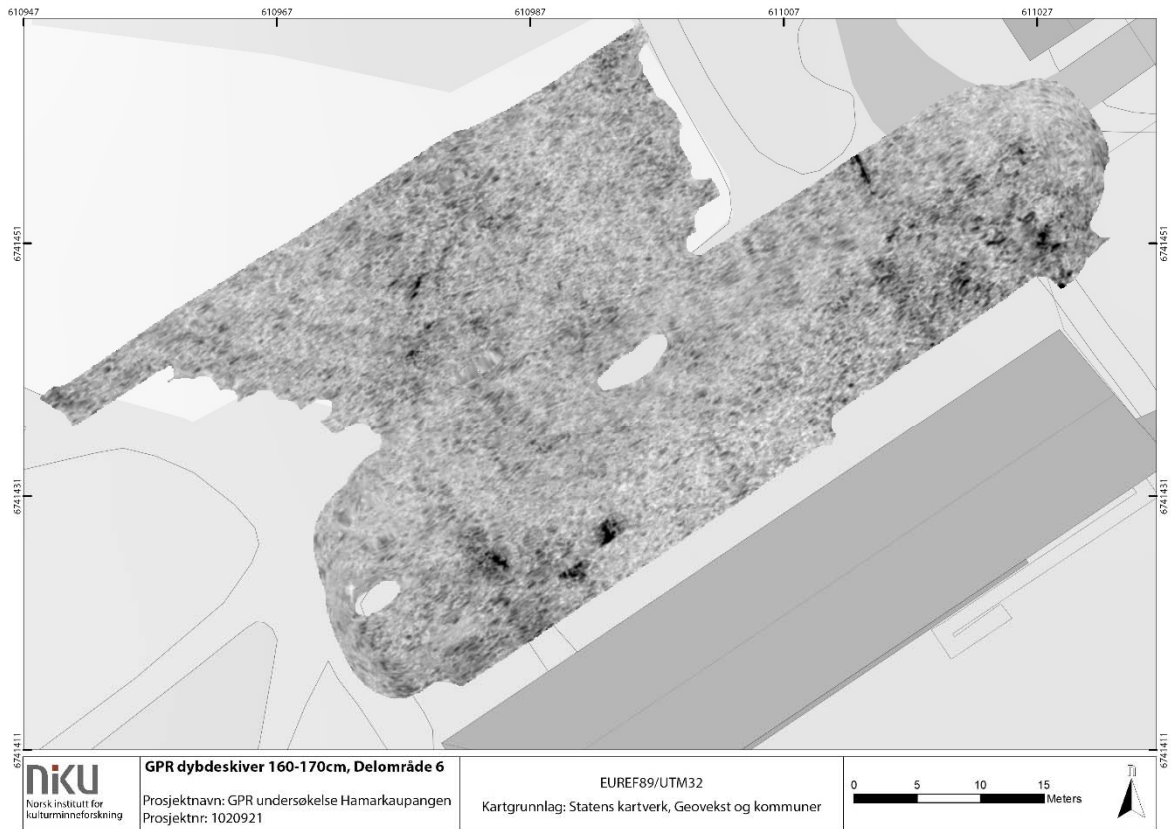 610947 610967 610987 611007 611027
6741451 6741451
6741431 6741431
6741411 6741411
niku
Norsk institutt for
kulturminneforskning
GPR dybdeskiver 160-170cm, Delområde 6
Prosjektnavn: GPR undersøkelse Hamarkaupangen
Prosjektnr: 1020921
EUREF89/UTM32
Kartgrunnlag: Statens kartverk, Geovekst og kommuner
0 5 10 15
Meters